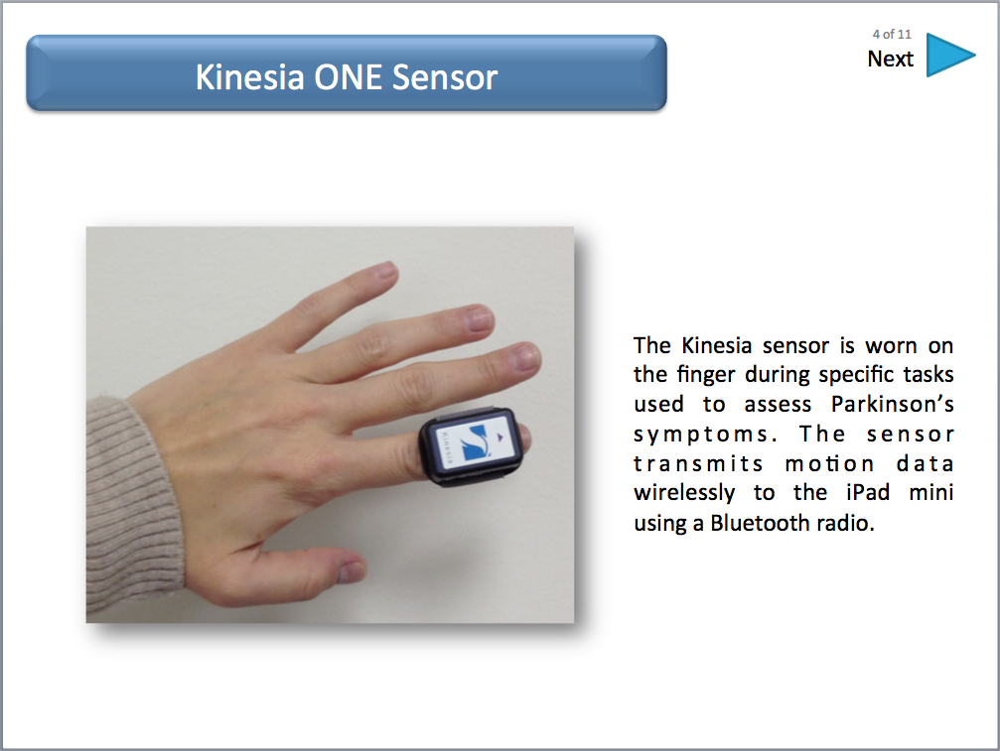 4 of 11
Next
Kinesia ONE Sensor
The Kinesia sensor is worn on
the finger during specific tasks
used to assess Parkinson’s
symptoms. The sensor
transmits motion data
wirelessly to the iPad mini
using a Bluetooth radio.
KINESIA